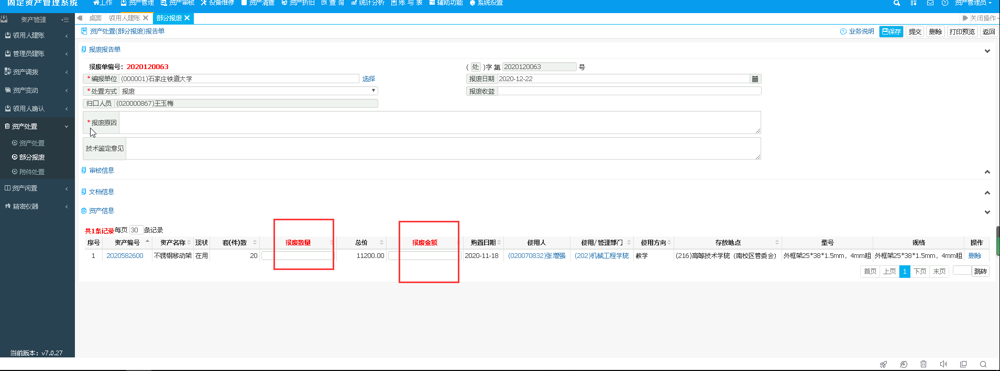 固定资产管理系统 工作 资产管理 资产审核 设备维修 资产清查 资产折旧 查 询 统计分析 账 与 表 辅助功能 系统设置 资产管理员
资产管理 桌面 领用人建账 部分报废 关闭操作
资产处置(部分报废)报告单 业务说明 保存 提交 删除 打印预览 返回
领用人建账
管理员建账
资产调拨
资产变动
领用人确认
资产处置
资产处置
部分报废
附件处置
资产闲置
精密仪器
当前版本：v7.0.27
报废报告单
报废单编号：2020120063 ( 处 )字 第 2020120063 号
*编报单位 (000001)石家庄铁道大学 选择 报废日期 2020-12-22
*处置方式 报废 报废收益
归口人员 (020000867)王玉梅
*报废原因
技术鉴定意见
审核信息
文档信息
资产信息
共1条记录每页 30 条记录
序号 资产编号 资产名称 现状 套(件)数 报废数量 总价 报废金额 购置日期 使用人 使用/管理部门 使用方向 存放地点 型号 规格 操作
1 2020582600 不锈钢移动架 在用 20 11200.00 2020-11-18 (020070832)张增强 (202)机械工程学院 教学 (216)高等技术学院（南校区管委会） 外框架25*38*1.5mm，4mm粗 外框架25*38*1.5mm，4mm粗 删除
首页 上页 1 下页 末页 跳转